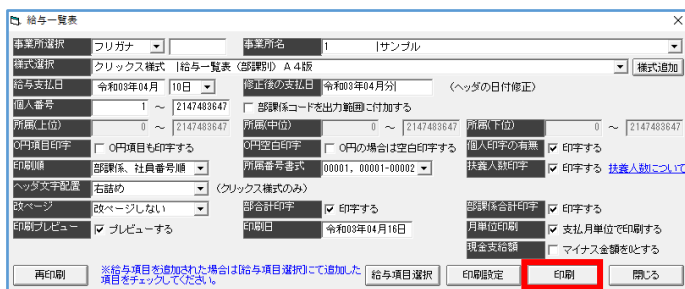 給与一覧表
事業所選択 フリガナ 事業所名 1 |サンプル
様式選択 クリックス様式 |給与一覧表（部課別）A4版 様式追加
給与支払日 令和03年04月 10日 修正後の支払日 令和03年04月分 （ヘッダの日付修正）
個人番号 1 ～ 2147483647 部課係コードを出力範囲に付加する
所属(上位) 0 ～ 2147483647 所属(中位) 0 ～ 2147483647 所属(下位) 0 ～ 2147483647
0円項目印字 0円項目も印字する 0円空白印字 0円の場合は空白印字する 個人印字の有無 印字する
印刷順 部課係、社員番号順 所属番号書式 00001, 00001-00002 扶養人数印字 印字する 扶養人数について
ヘッダ文字配置 右詰め （クリックス様式のみ）
改ページ 改ページしない 部合計印字 印字する 部課係合計印字 印字する
印刷プレビュー プレビューする 印刷日 令和03年04月16日 月単位印刷 支払月単位で印刷する
現金支給額 マイナス金額を0とする
再印刷 ※給与項目を追加された場合は[給与項目選択]にて追加した 給与項目選択 印刷設定 印刷 閉じる
項目をチェックしてください。